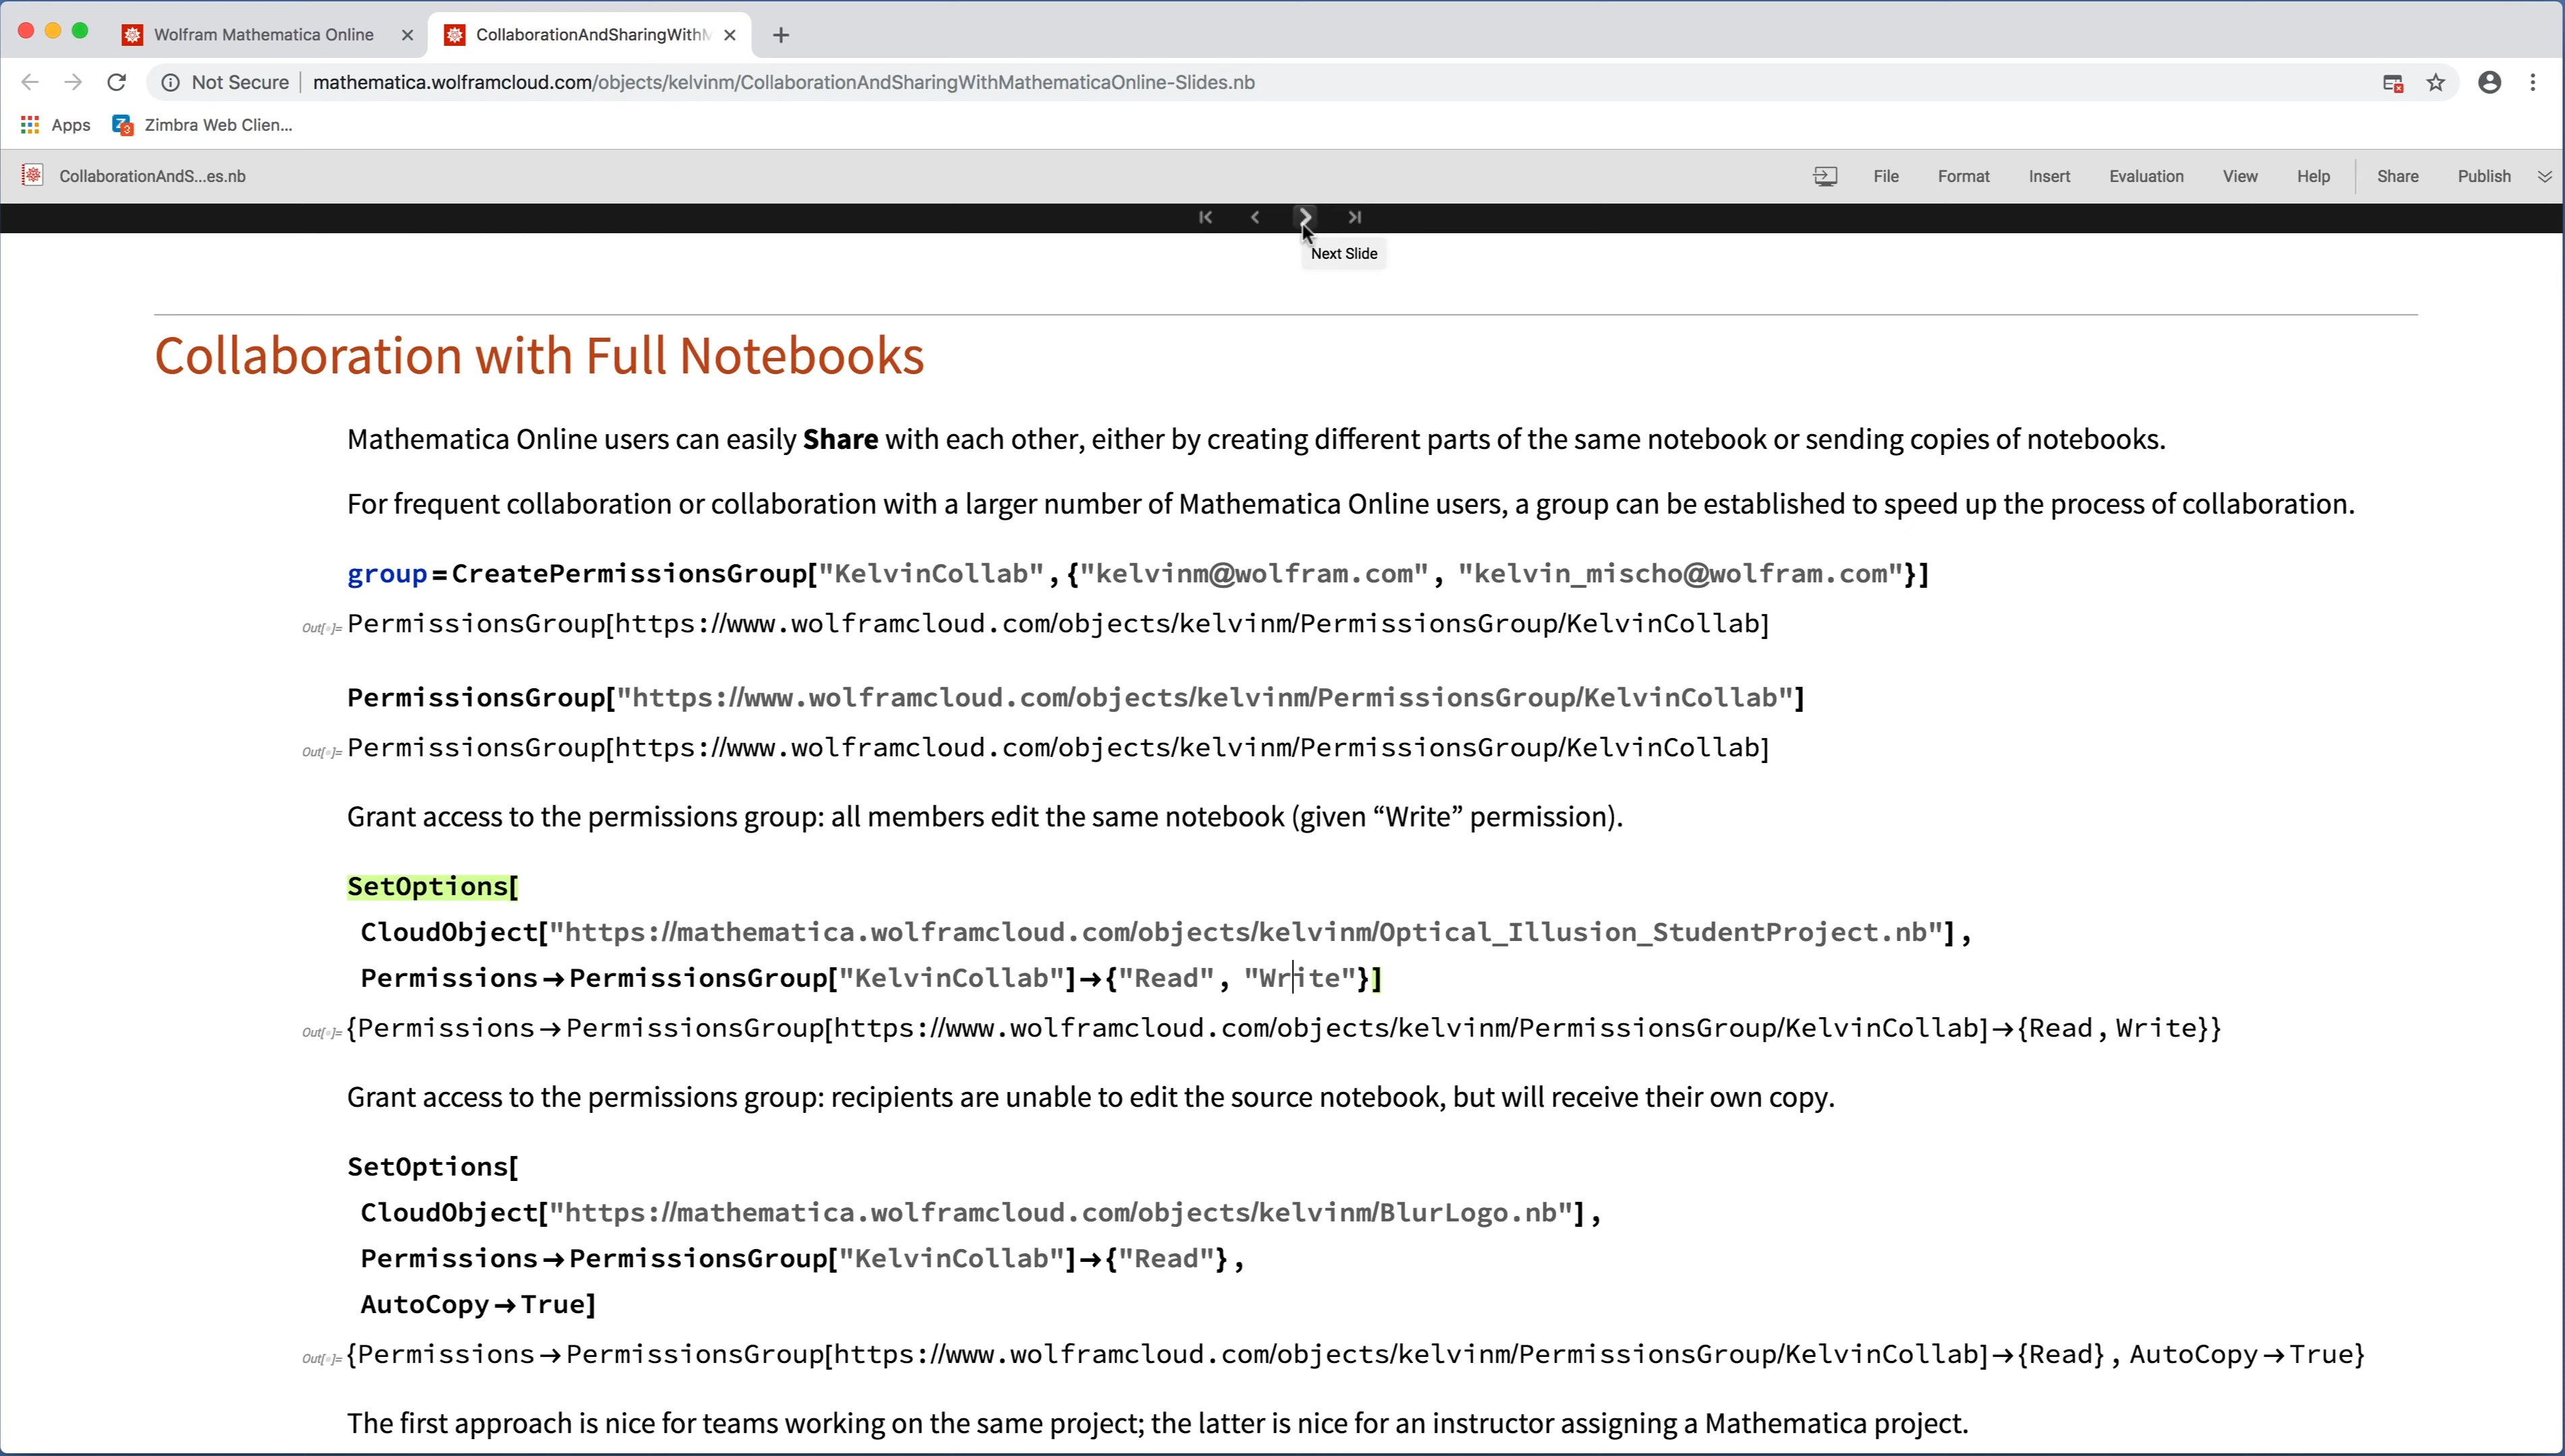 Wolfram Mathematica Online
CollaborationAndSharingWithM
Not Secure
mathematica.wolframcloud.com/objects/kelvinm/CollaborationAndSharingWithMathematicaOnline-Slides.nb
Apps
Zimbra Web Clien...
CollaborationAndS...es.nb
File Format Insert Evaluation View Help Share Publish
Next Slide
Collaboration with Full Notebooks
Mathematica Online users can easily Share with each other, either by creating different parts of the same notebook or sending copies of notebooks.
For frequent collaboration or collaboration with a larger number of Mathematica Online users, a group can be established to speed up the process of collaboration.
group=CreatePermissionsGroup["KelvinCollab",{"kelvinm@wolfram.com", "kelvin_mischo@wolfram.com"}]
Out[◦]= PermissionsGroup[https://www.wolframcloud.com/objects/kelvinm/PermissionsGroup/KelvinCollab]
PermissionsGroup["https://www.wolframcloud.com/objects/kelvinm/PermissionsGroup/KelvinCollab"]
Out[◦]= PermissionsGroup[https://www.wolframcloud.com/objects/kelvinm/PermissionsGroup/KelvinCollab]
Grant access to the permissions group: all members edit the same notebook (given “Write” permission).
SetOptions[
CloudObject["https://mathematica.wolframcloud.com/objects/kelvinm/Optical_Illusion_StudentProject.nb"],
Permissions→PermissionsGroup["KelvinCollab"]→{"Read", "Write"}]
Out[◦]= {Permissions→PermissionsGroup[https://www.wolframcloud.com/objects/kelvinm/PermissionsGroup/KelvinCollab]→{Read, Write}}
Grant access to the permissions group: recipients are unable to edit the source notebook, but will receive their own copy.
SetOptions[
CloudObject["https://mathematica.wolframcloud.com/objects/kelvinm/BlurLogo.nb"],
Permissions→PermissionsGroup["KelvinCollab"]→{"Read"},
AutoCopy→True]
Out[◦]= {Permissions→PermissionsGroup[https://www.wolframcloud.com/objects/kelvinm/PermissionsGroup/KelvinCollab]→{Read}, AutoCopy→True}
The first approach is nice for teams working on the same project; the latter is nice for an instructor assigning a Mathematica project.